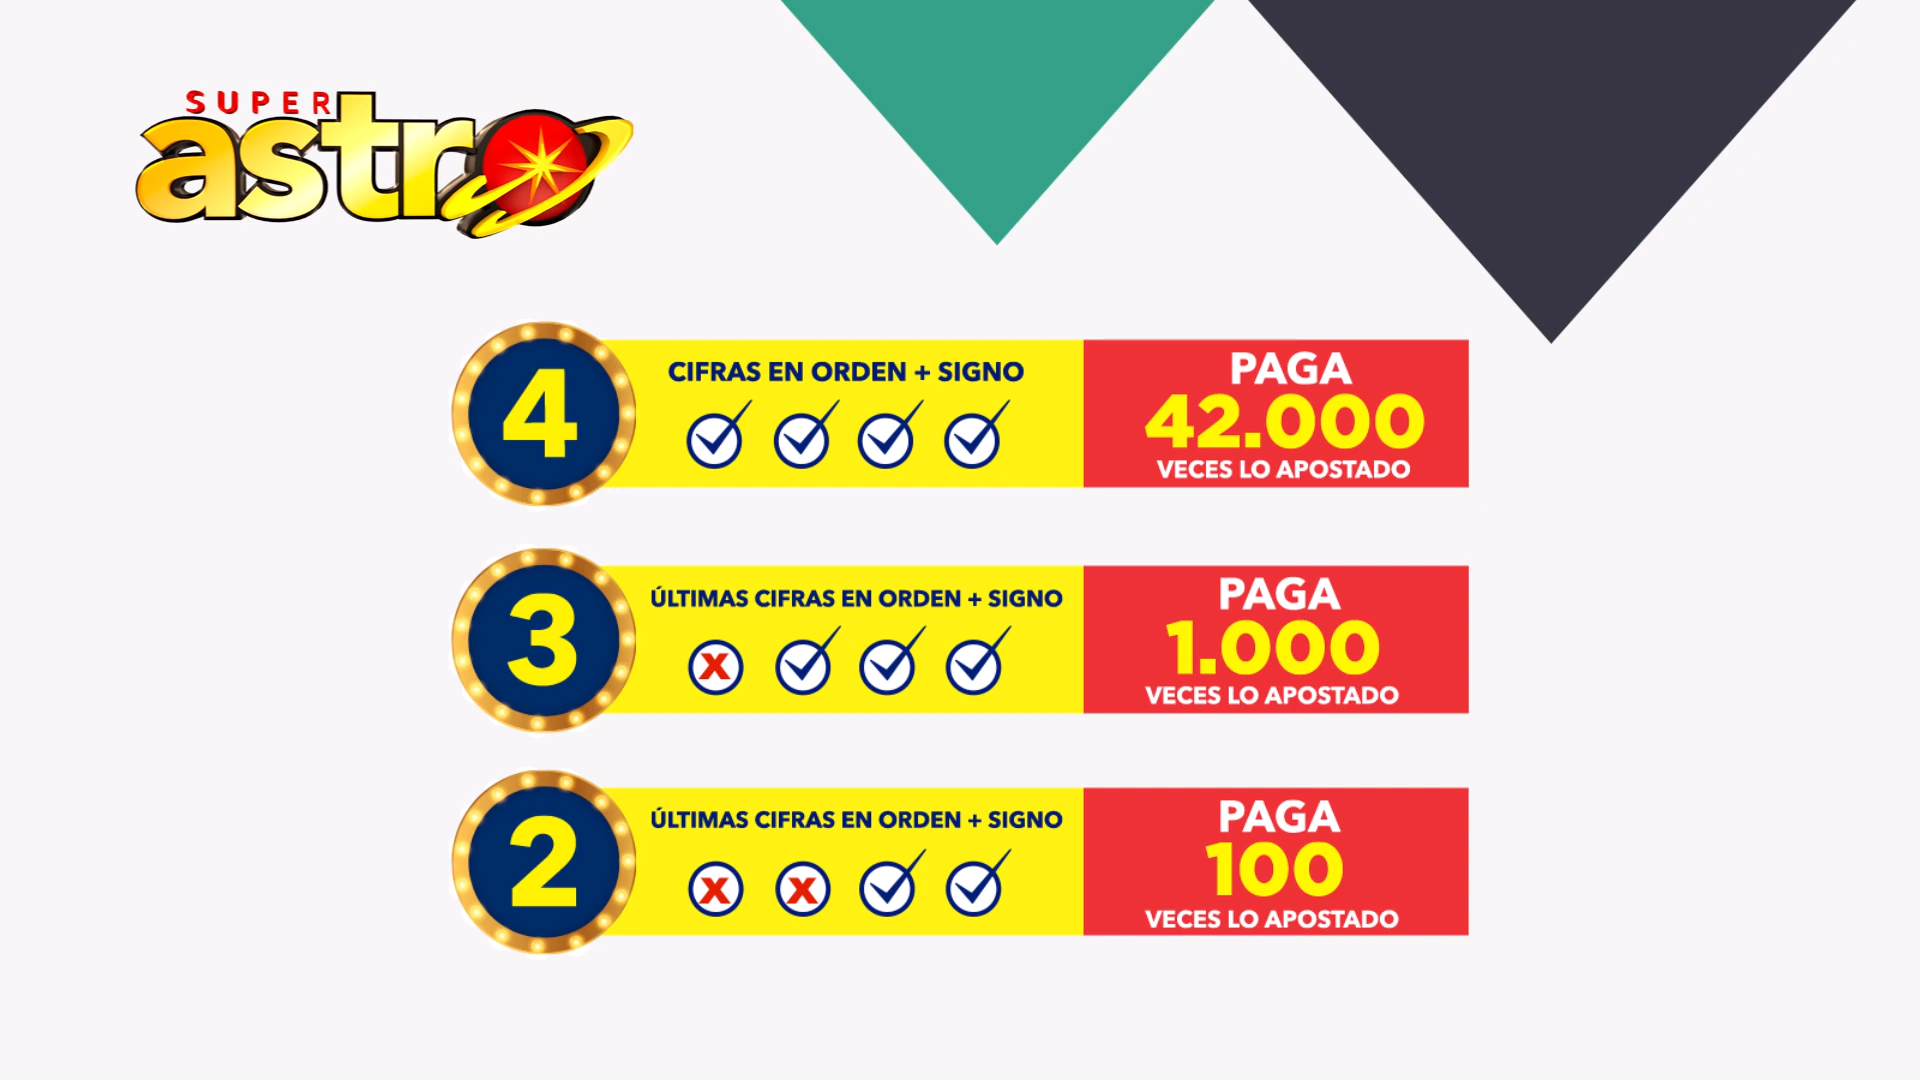 SUPER
astro
4
CIFRAS EN ORDEN + SIGNO
PAGA
42.000
VECES LO APOSTADO
3
ÚLTIMAS CIFRAS EN ORDEN + SIGNO
X
PAGA
1.000
VECES LO APOSTADO
2
ÚLTIMAS CIFRAS EN ORDEN + SIGNO
X X
PAGA
100
VECES LO APOSTADO